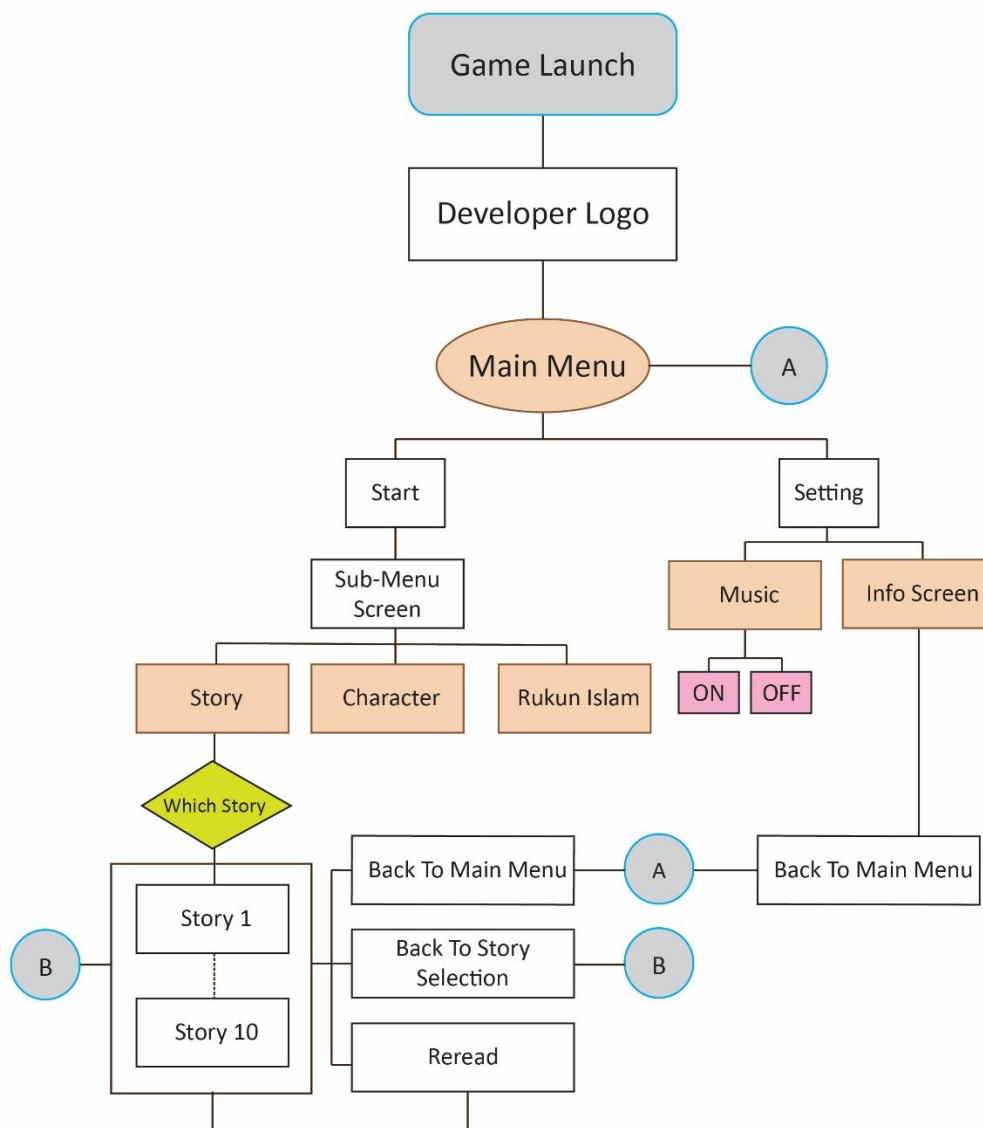 Game Launch
Developer Logo
Main Menu
A
Start
Setting
Sub-Menu
Screen
Music
Info Screen
Story
Character
Rukun Islam
ON
OFF
Which Story
Back To Main Menu
A
Back To Main Menu
Story 1
B
Back To Story
Selection
B
Story 10
Reread